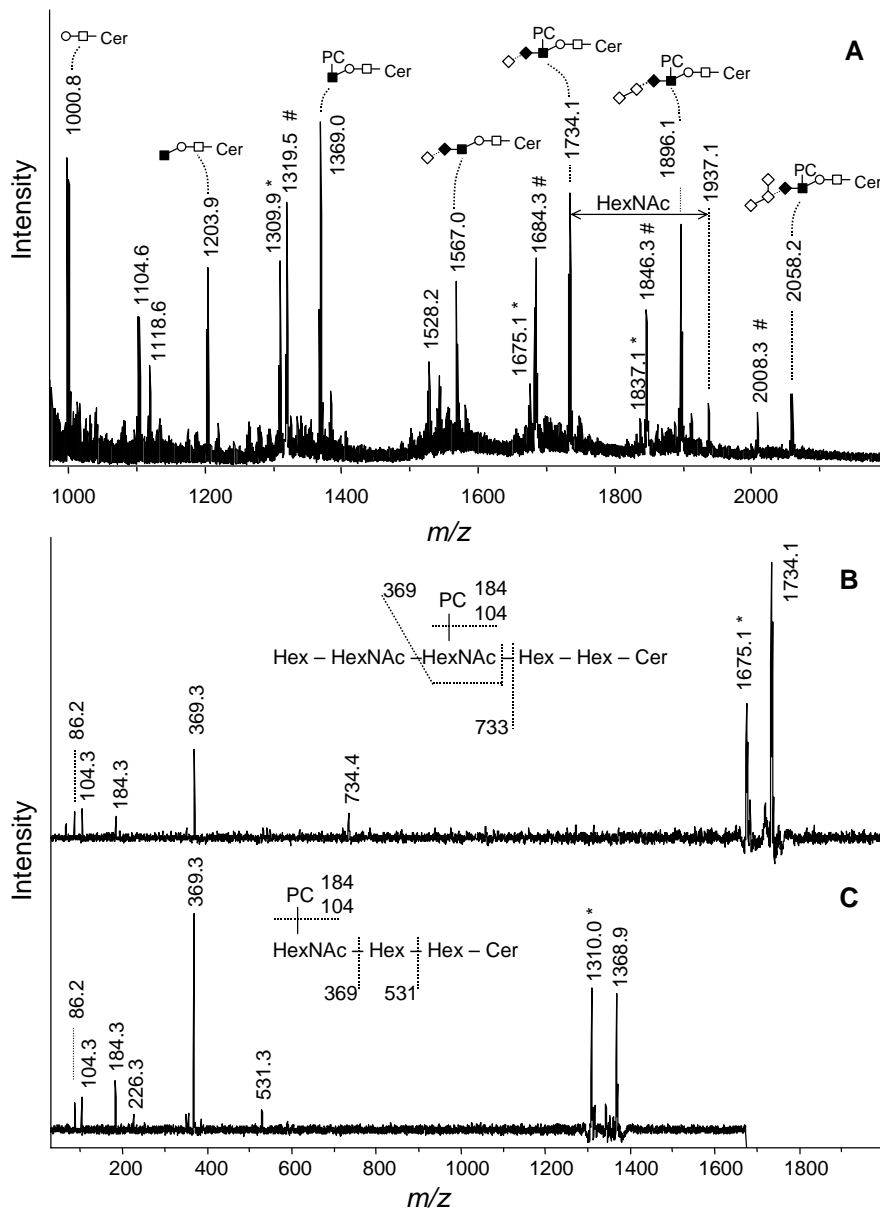 A
Intensity
Cer
1000.8
1104.6
1118.6
Cer
1203.9
1309.9 *
1319.5 #
PC
Cer
1369.0
1528.2
Cer
1567.0
1675.1 *
1684.3 #
PC
Cer
1734.1
HexNAc
1837.1 *
1846.3 #
PC
Cer
1896.1
1937.1
2008.3 #
PC
Cer
2058.2
1000 1200 1400 1600 1800 2000
m/z
B
369 PC 184
104
Hex – HexNAc – HexNAc – Hex – Hex – Cer
733
86.2
104.3
184.3
369.3
734.4
1675.1 *
1734.1
Intensity
C
PC 184
104
HexNAc – Hex – Hex – Cer
369 531
86.2
104.3
184.3
226.3
369.3
531.3
1310.0 *
1368.9
200 400 600 800 1000 1200 1400 1600 1800
m/z